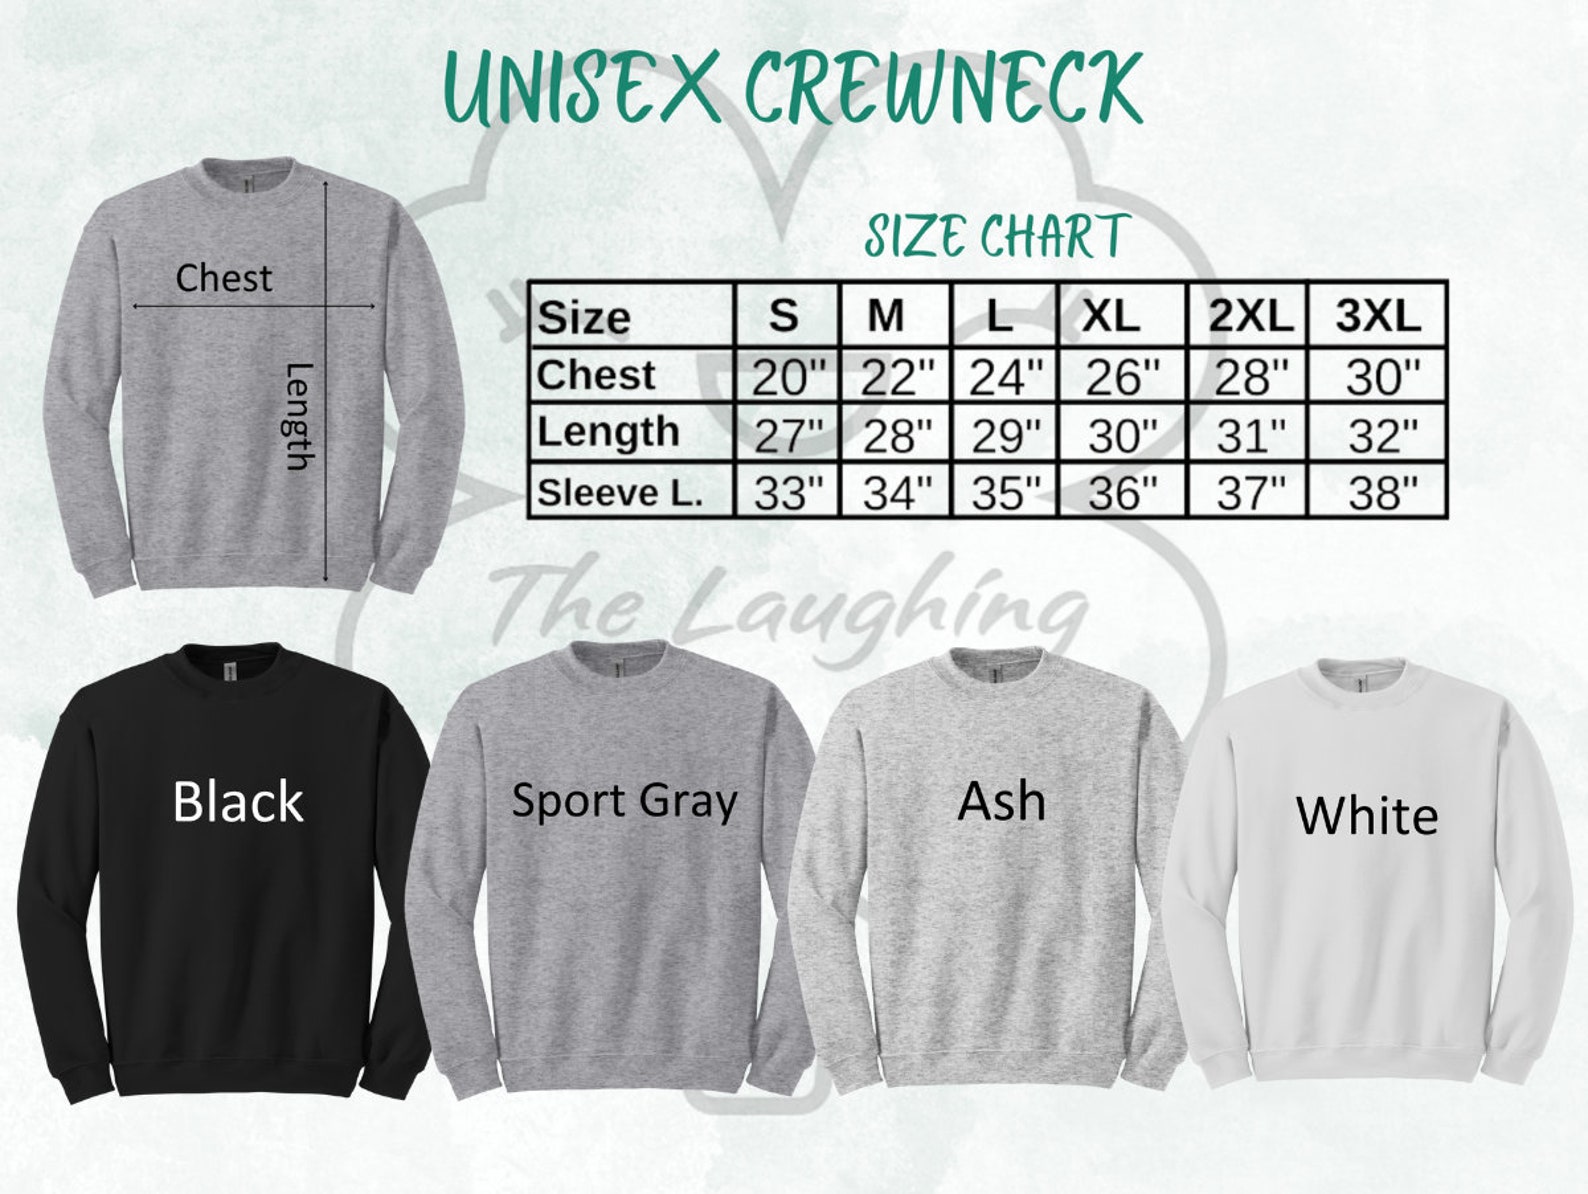 UNISEX CREWNECK
SIZE CHART
Chest
Length
Size S M L XL 2XL 3XL
Chest 20" 22" 24" 26" 28" 30"
Length 27" 28" 29" 30" 31" 32"
Sleeve L. 33" 34" 35" 36" 37" 38"
The Laughing
Black
Sport Gray
Ash
White